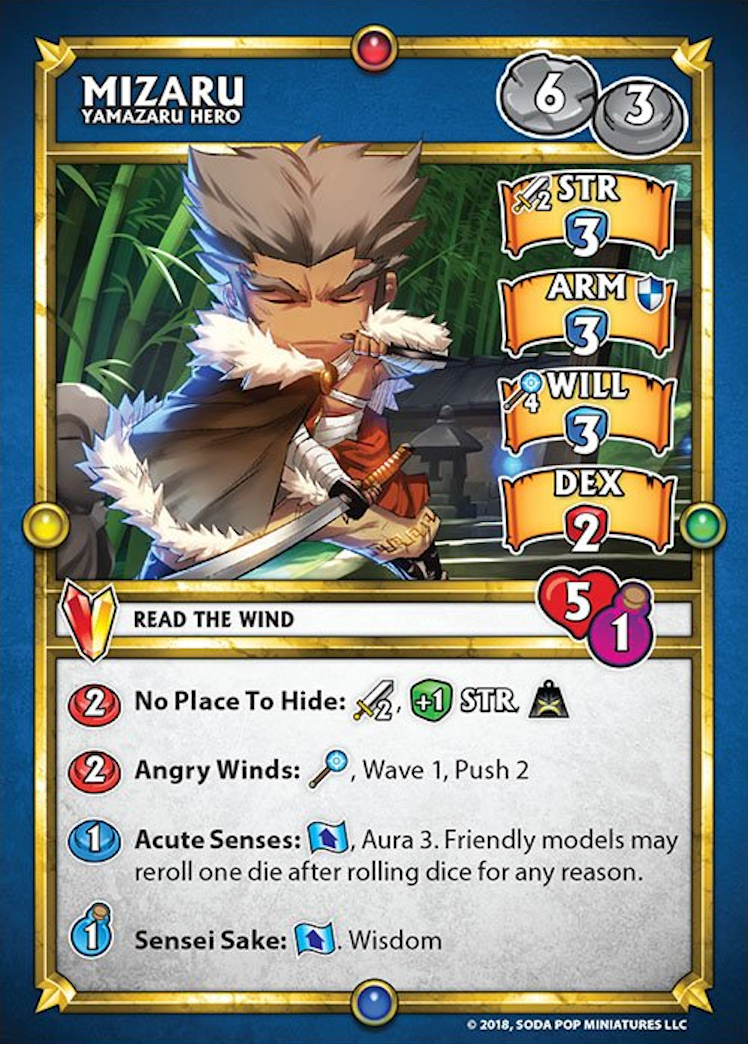 MIZARU
YAMAZARU HERO
6 3
2 STR
3
ARM
3
4 WILL
3
DEX
2
5
1
READ THE WIND
2 No Place To Hide: 2, +1 STR
2 Angry Winds: , Wave 1, Push 2
1 Acute Senses: , Aura 3. Friendly models may
reroll one die after rolling dice for any reason.
1 Sensei Sake: . Wisdom
© 2018, SODA POP MINIATURES LLC